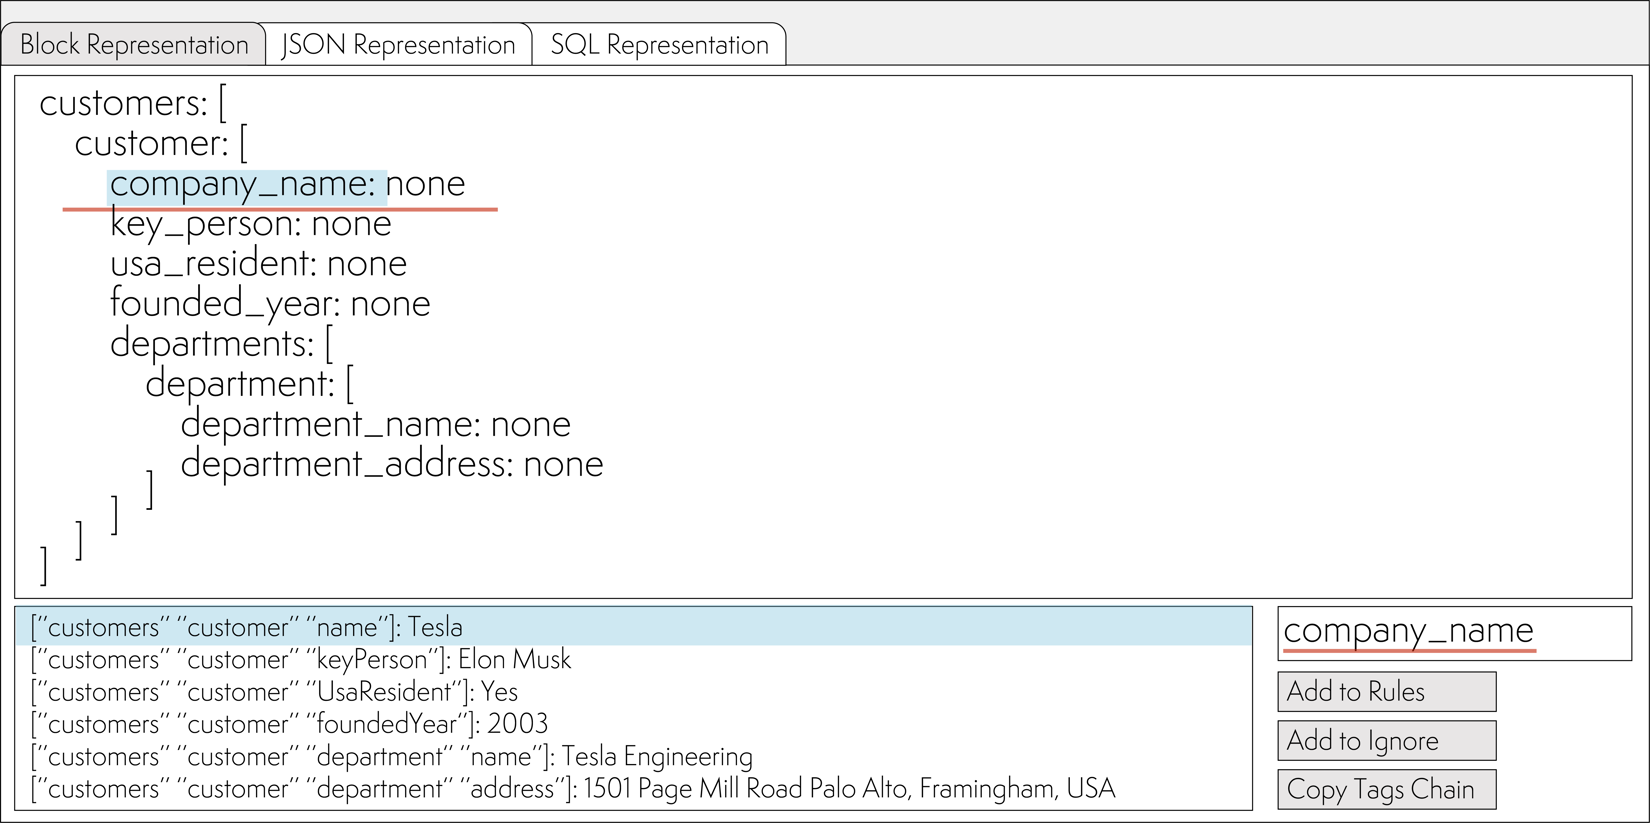 Block Representation JSON Representation SQL Representation
customers: [
customer: [
company_name: none
key_person: none
usa_resident: none
founded_year: none
departments: [
department: [
department_name: none
department_address: none
]
]
]
]
["customers" "customer" "name"]: Tesla
["customers" "customer" "keyPerson"]: Elon Musk
["customers" "customer" "UsaResident"]: Yes
["customers" "customer" "foundedYear"]: 2003
["customers" "customer" "department" "name"]: Tesla Engineering
["customers" "customer" "department" "address"]: 1501 Page Mill Road Palo Alto, Framingham, USA
company_name
Add to Rules
Add to Ignore
Copy Tags Chain